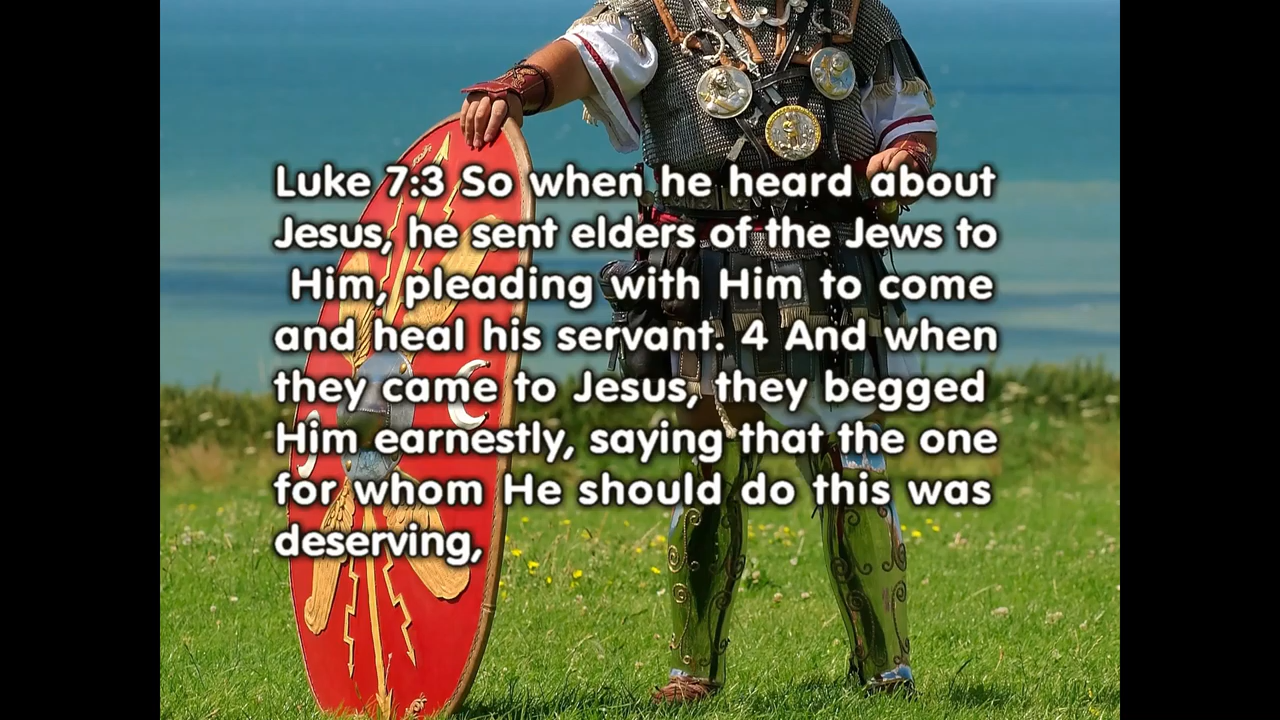 Luke 7:3 So when he heard about
Jesus, he sent elders of the Jews to
Him, pleading with Him to come
and heal his servant. 4 And when
they came to Jesus, they begged
Him earnestly, saying that the one
for whom He should do this was
deserving,